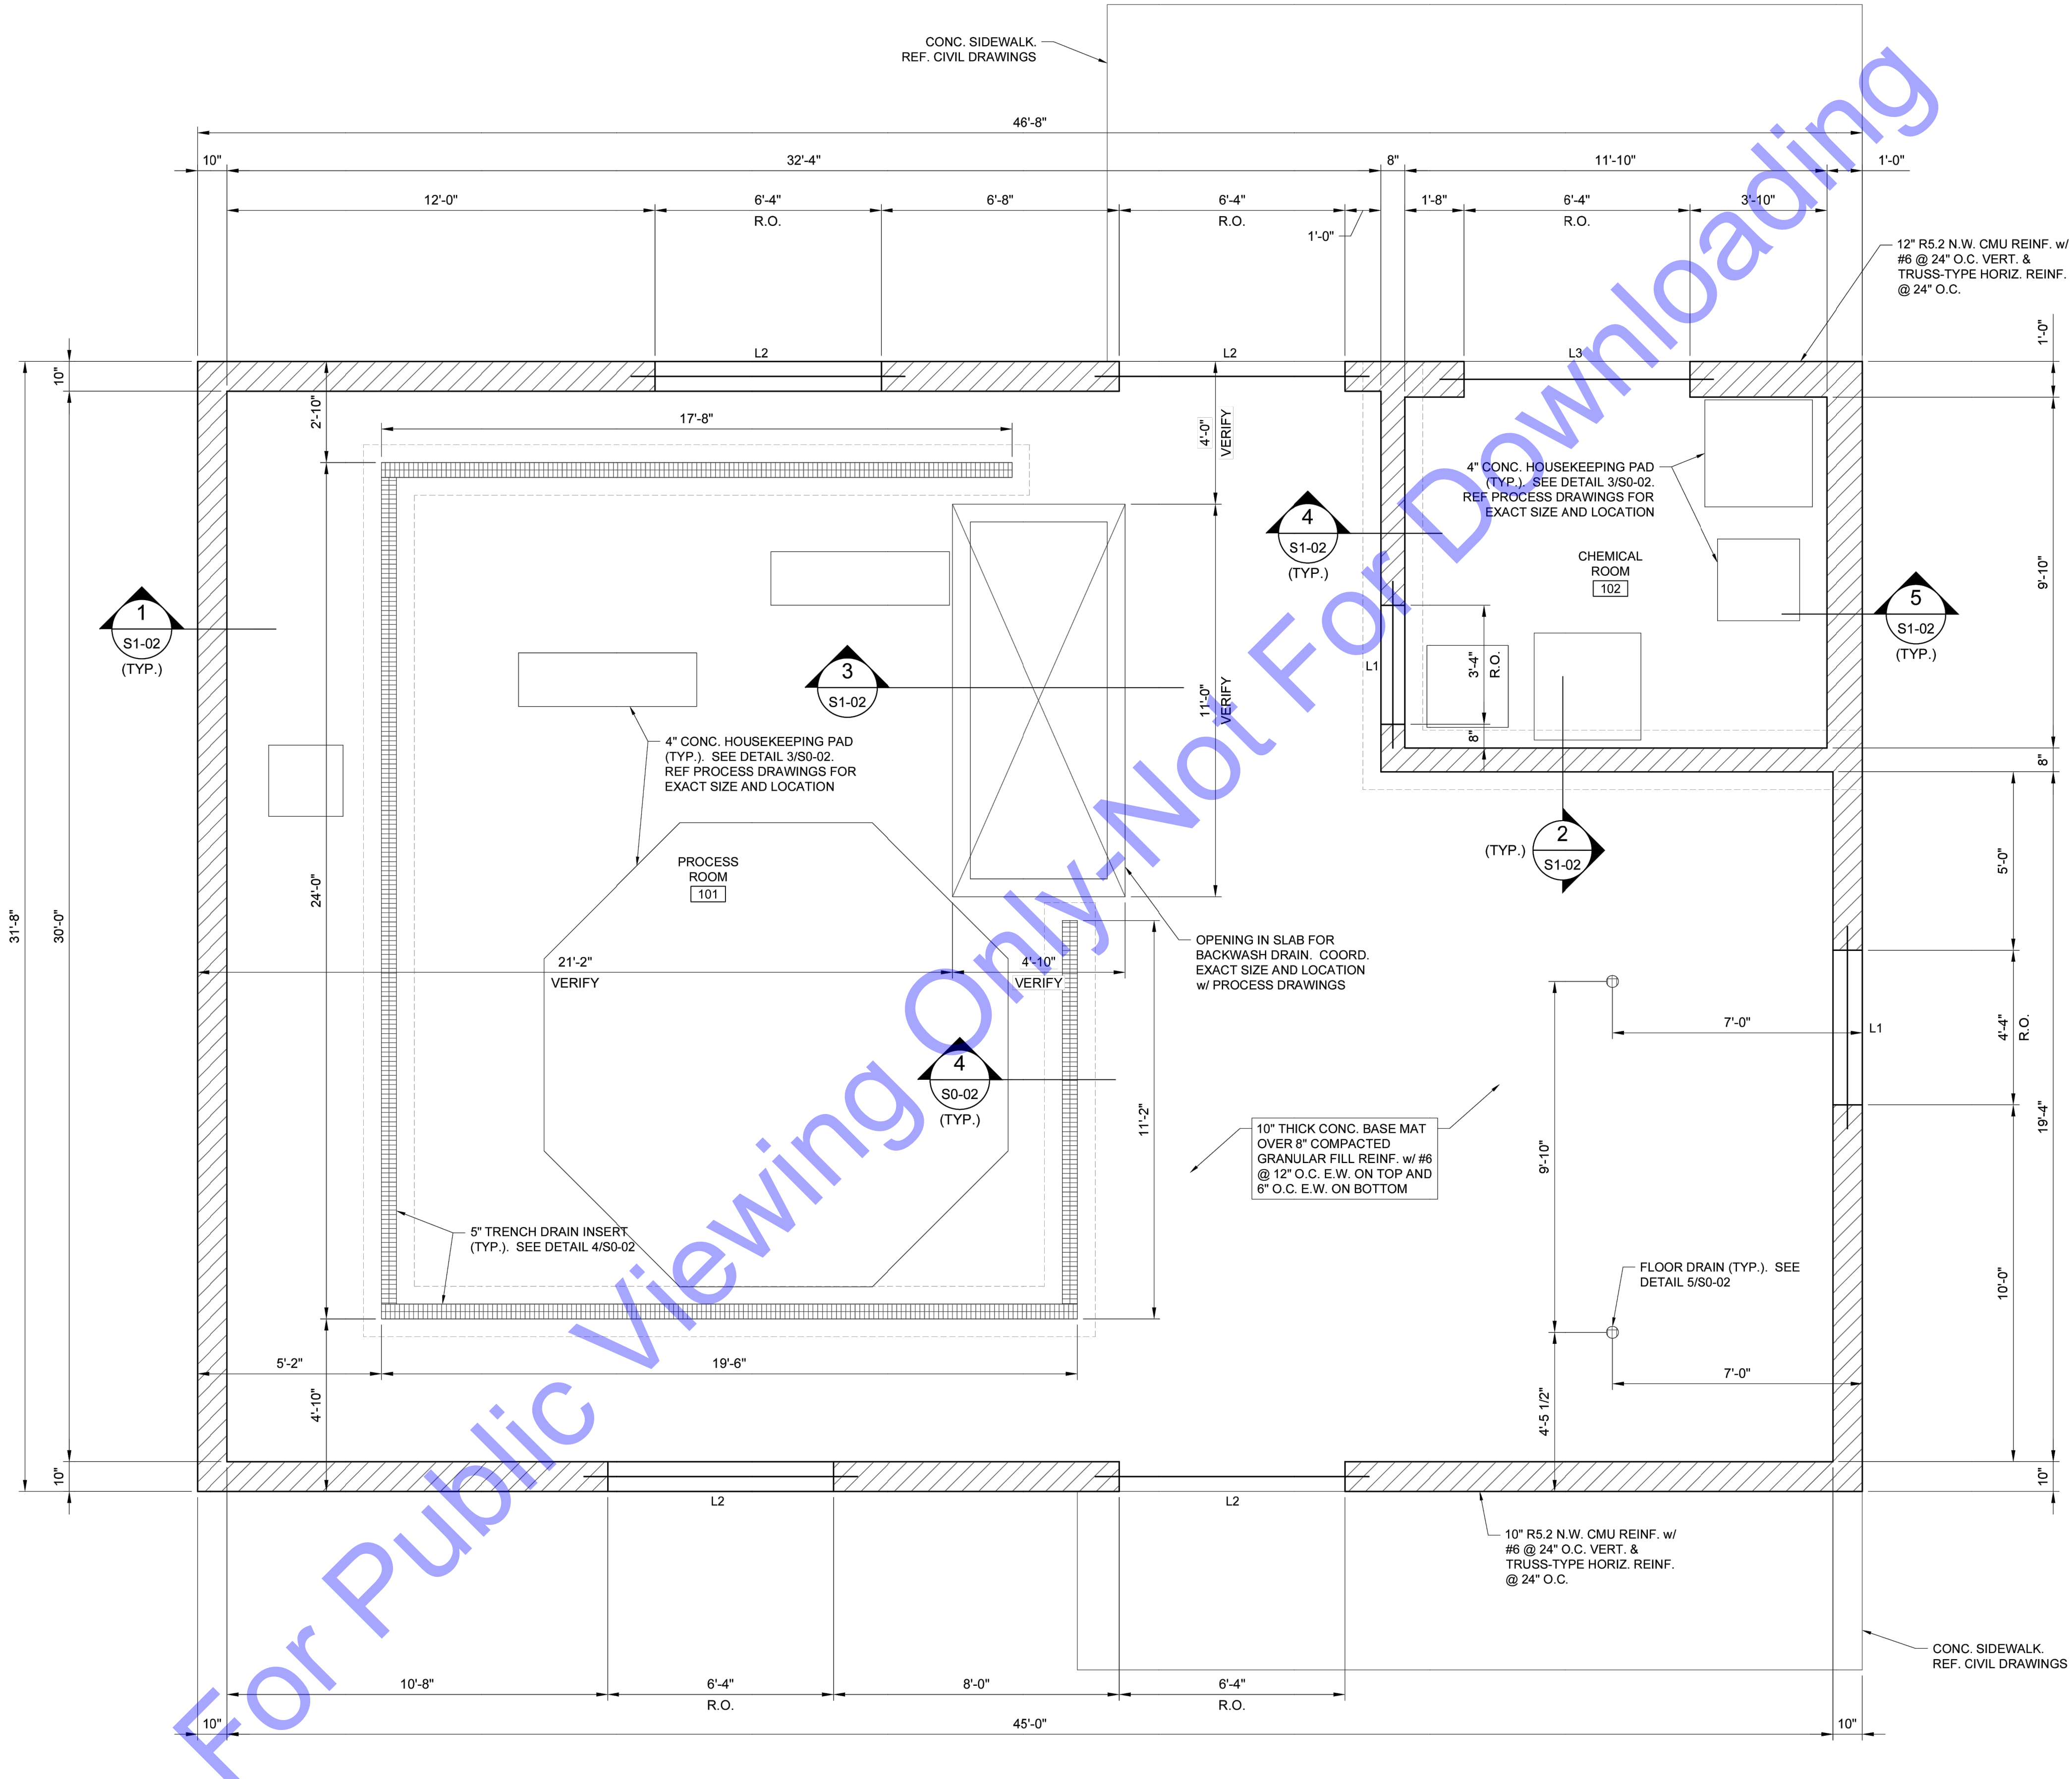 CONC. SIDEWALK.
REF. CIVIL DRAWINGS
46'-8"
10"
32'-4"
8"
11'-10"
1'-0"
12'-0"
6'-4"
R.O.
6'-8"
6'-4"
R.O.
1'-0"
1'-8"
6'-4"
R.O.
3'-10"
12" R5.2 N.W. CMU REINF. w/
#6 @ 24" O.C. VERT. &
TRUSS-TYPE HORIZ. REINF.
@ 24" O.C.
1'-0"
L2
L2
L3
10"
2'-10"
17'-8"
4'-0"
VERIFY
4" CONC. HOUSEKEEPING PAD
(TYP.). SEE DETAIL 3/S0-02.
REF PROCESS DRAWINGS FOR
EXACT SIZE AND LOCATION
4
S1-02
(TYP.)
CHEMICAL
ROOM
102
9'-10"
1
S1-02
(TYP.)
5
S1-02
(TYP.)
3
S1-02
11'-0"
VERIFY
L1
3'-4"
R.O.
8"
8"
4" CONC. HOUSEKEEPING PAD
(TYP.). SEE DETAIL 3/S0-02.
REF PROCESS DRAWINGS FOR
EXACT SIZE AND LOCATION
2
S1-02
(TYP.)
PROCESS
ROOM
101
5'-0"
31'-8"
30'-0"
24'-0"
OPENING IN SLAB FOR
BACKWASH DRAIN. COORD.
EXACT SIZE AND LOCATION
w/ PROCESS DRAWINGS
21'-2"
VERIFY
4'-10"
VERIFY
7'-0"
L1
4'-4"
R.O.
4
S0-02
(TYP.)
11'-2"
10" THICK CONC. BASE MAT
OVER 8" COMPACTED
GRANULAR FILL REINF. w/ #6
@ 12" O.C. E.W. ON TOP AND
6" O.C. E.W. ON BOTTOM
9'-10"
19'-4"
5" TRENCH DRAIN INSERT
(TYP.). SEE DETAIL 4/S0-02
FLOOR DRAIN (TYP.). SEE
DETAIL 5/S0-02
10'-0"
5'-2"
19'-6"
4'-10"
7'-0"
4'-5 1/2"
10"
10"
L2
L2
10" R5.2 N.W. CMU REINF. w/
#6 @ 24" O.C. VERT. &
TRUSS-TYPE HORIZ. REINF.
@ 24" O.C.
CONC. SIDEWALK.
REF. CIVIL DRAWINGS
10'-8"
6'-4"
R.O.
8'-0"
6'-4"
R.O.
10"
45'-0"
10"
For Public Viewing Only-Not For Downloading